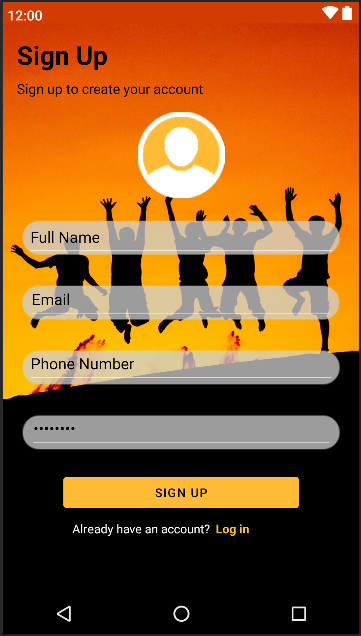 12:00
Sign Up
Sign up to create your account
Full Name
Email
Phone Number
••••••••
SIGN UP
Already have an account? Log in